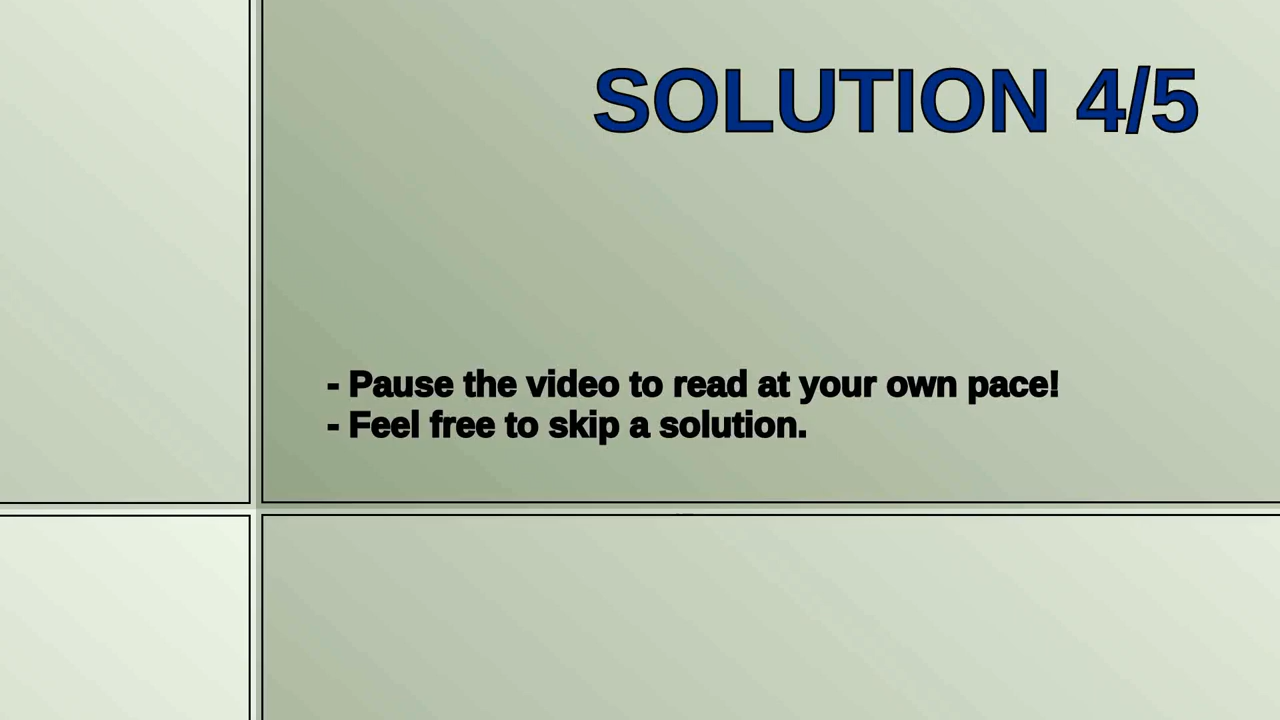 SOLUTION 4/5
- Pause the video to read at your own pace!
- Feel free to skip a solution.